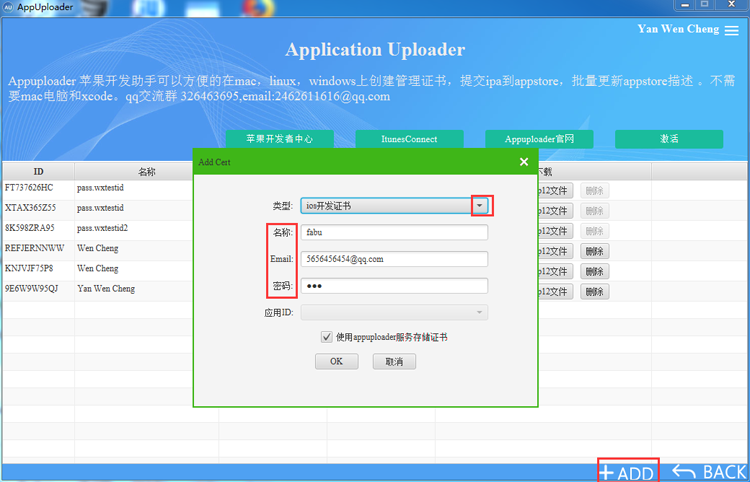 AU AppUploader
Yan Wen Cheng
Application Uploader
Appuploader 苹果开发助手可以方便的在mac，linux，windows上创建管理证书，提交ipa到appstore，批量更新appstore描述 。不需
要mac电脑和xcode。qq交流群 326463695,email:2462611616@qq.com
苹果开发者中心 ItunesConnect Appuploader官网 激活
ID 名称 下载
FT737626HC pass.wxtestid p12文件 删除
XTAX365Z55 pass.wxtestid p12文件 删除
8K598ZRA95 pass.wxtestid2 p12文件 删除
REFJERNNWW Wen Cheng p12文件 删除
KNJVJF75P8 Wen Cheng p12文件 删除
9E6W9W95QJ Yan Wen Cheng p12文件 删除
Add Cert
类型: ios开发证书
名称: fabu
Email: 5656456454@qq.com
密码: ●●●
应用ID:
使用appuploader服务存储证书
OK 取消
ADD BACK